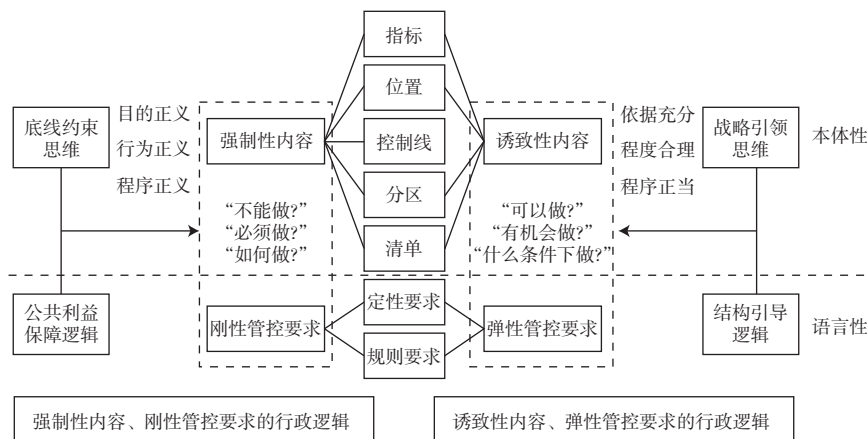 指标
位置
控制线
分区
清单
底线约束
思维
目的正义
行为正义
程序正义
强制性内容
“不能做?”
“必须做?”
“如何做?”
诱致性内容
“可以做?”
“有机会做?”
“什么条件下做?”
依据充分
程度合理
程序正当
战略引领
思维
本体性
公共利益
保障逻辑
刚性管控要求
定性要求
规则要求
弹性管控要求
结构引导
逻辑
语言性
强制性内容、刚性管控要求的行政逻辑
诱致性内容、弹性管控要求的行政逻辑